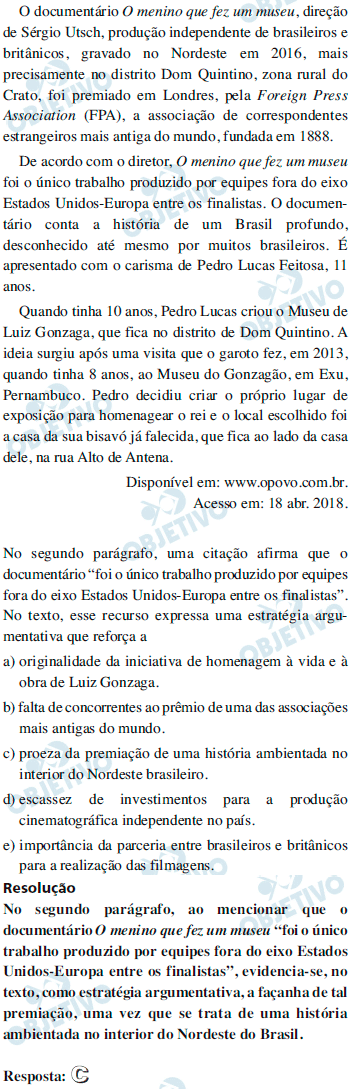 O documentário O menino que fez um museu, direção
de Sérgio Utsch, produção independente de brasileiros e
britânicos, gravado no Nordeste em 2016, mais
precisamente no distrito Dom Quintino, zona rural do
Crato, foi premiado em Londres, pela Foreign Press
Association (FPA), a associação de correspondentes
estrangeiros mais antiga do mundo, fundada em 1888.
De acordo com o diretor, O menino que fez um museu
foi o único trabalho produzido por equipes fora do eixo
Estados Unidos-Europa entre os finalistas. O documen-
tário conta a história de um Brasil profundo,
desconhecido até mesmo por muitos brasileiros. É
apresentado com o carisma de Pedro Lucas Feitosa, 11
anos.
Quando tinha 10 anos, Pedro Lucas criou o Museu de
Luiz Gonzaga, que fica no distrito de Dom Quintino. A
ideia surgiu após uma visita que o garoto fez, em 2013,
quando tinha 8 anos, ao Museu do Gonzagão, em Exu,
Pernambuco. Pedro decidiu criar o próprio lugar de
exposição para homenagear o rei e o local escolhido foi
a casa da sua bisavó já falecida, que fica ao lado da casa
dele, na rua Alto de Antena.
Disponível em: www.opovo.com.br.
Acesso em: 18 abr. 2018.
No segundo parágrafo, uma citação afirma que o
documentário “foi o único trabalho produzido por equipes
fora do eixo Estados Unidos-Europa entre os finalistas”.
No texto, esse recurso expressa uma estratégia argu-
mentativa que reforça a
a) originalidade da iniciativa de homenagem à vida e à
obra de Luiz Gonzaga.
b) falta de concorrentes ao prêmio de uma das associações
mais antigas do mundo.
c) proeza da premiação de uma história ambientada no
interior do Nordeste brasileiro.
d) escassez de investimentos para a produção
cinematográfica independente no país.
e) importância da parceria entre brasileiros e britânicos
para a realização das filmagens.
Resolução
No segundo parágrafo, ao mencionar que o
documentário O menino que fez um museu “foi o único
trabalho produzido por equipes fora do eixo Estados
Unidos-Europa entre os finalistas”, evidencia-se, no
texto, como estratégia argumentativa, a façanha de tal
premiação, uma vez que se trata de uma história
ambientada no interior do Nordeste do Brasil.
Resposta: C
OBJETIVO